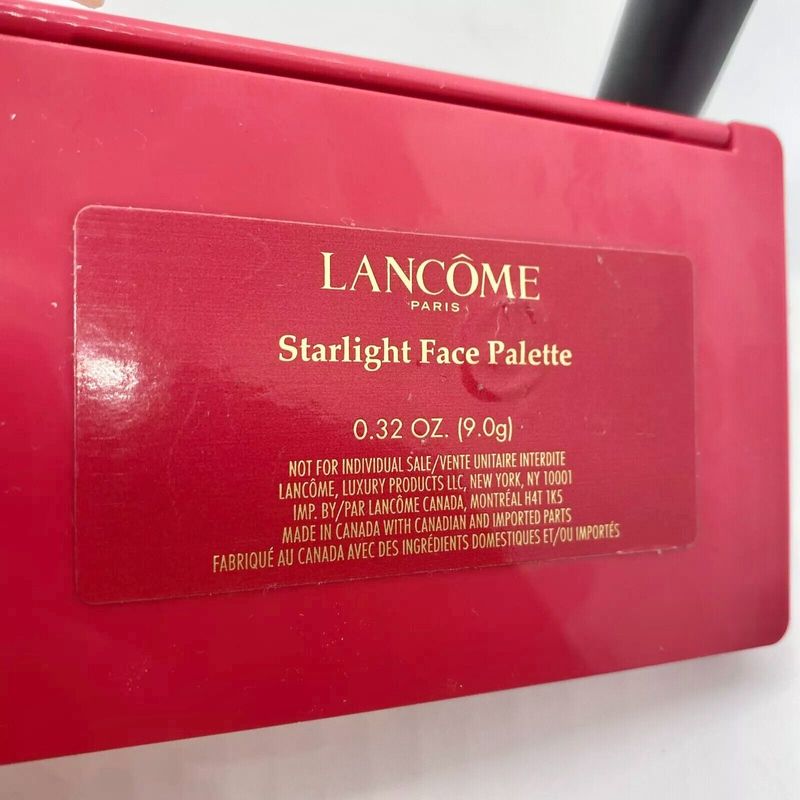 LANCÔME
PARIS
Starlight Face Palette
0.32 OZ. (9.0g)
NOT FOR INDIVIDUAL SALE/VENTE UNITAIRE INTERDITE
LANCÔME, LUXURY PRODUCTS LLC, NEW YORK, NY 10001
IMP. BY/PAR LANCÔME CANADA, MONTRÉAL H4T 1K5
MADE IN CANADA WITH CANADIAN AND IMPORTED PARTS
FABRIQUÉ AU CANADA AVEC DES INGRÉDIENTS DOMESTIQUES ET/OU IMPORTÉS